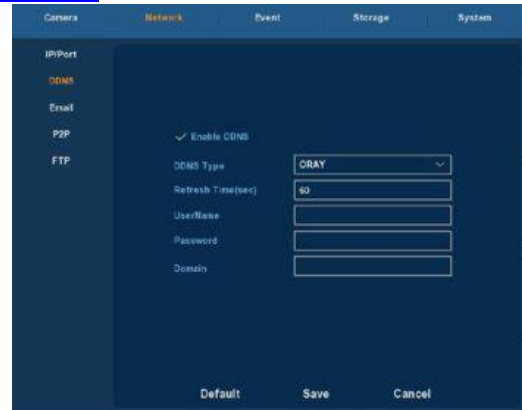 Camera Network Event Storage System
IP/Port
DDNS
Email
P2P
FTP
Enable DDNS
DDNS Type ORAY
Refresh Time(sec) 60
UserName
Password
Domain
Default Save Cancel